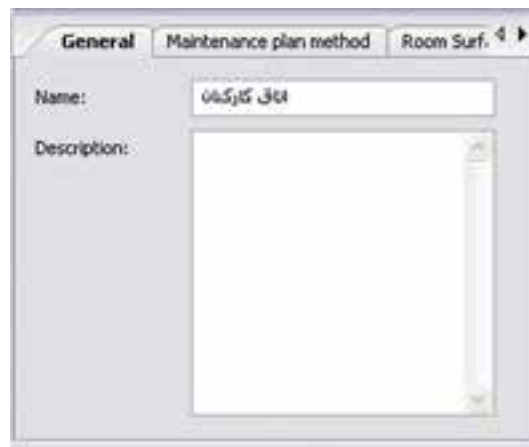 General Maintenance plan method Room Surf.
Name: اتاق کارکنان
Description: